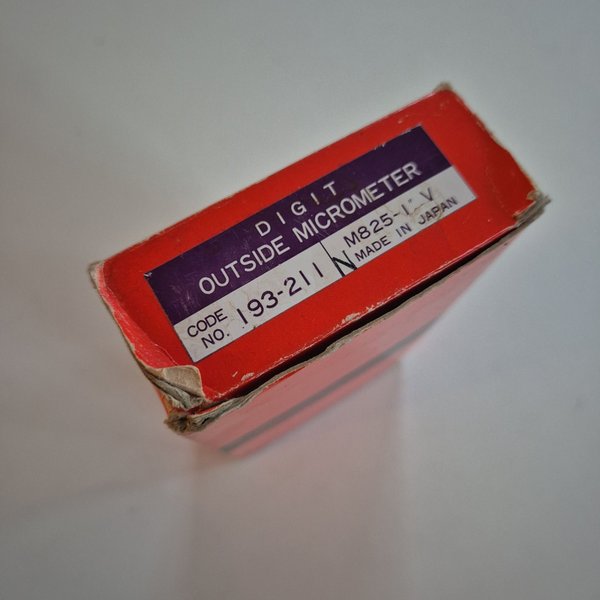 DIGIT
OUTSIDE MICROMETER
CODE NO. 193-211
N
M825-1" V
MADE IN JAPAN